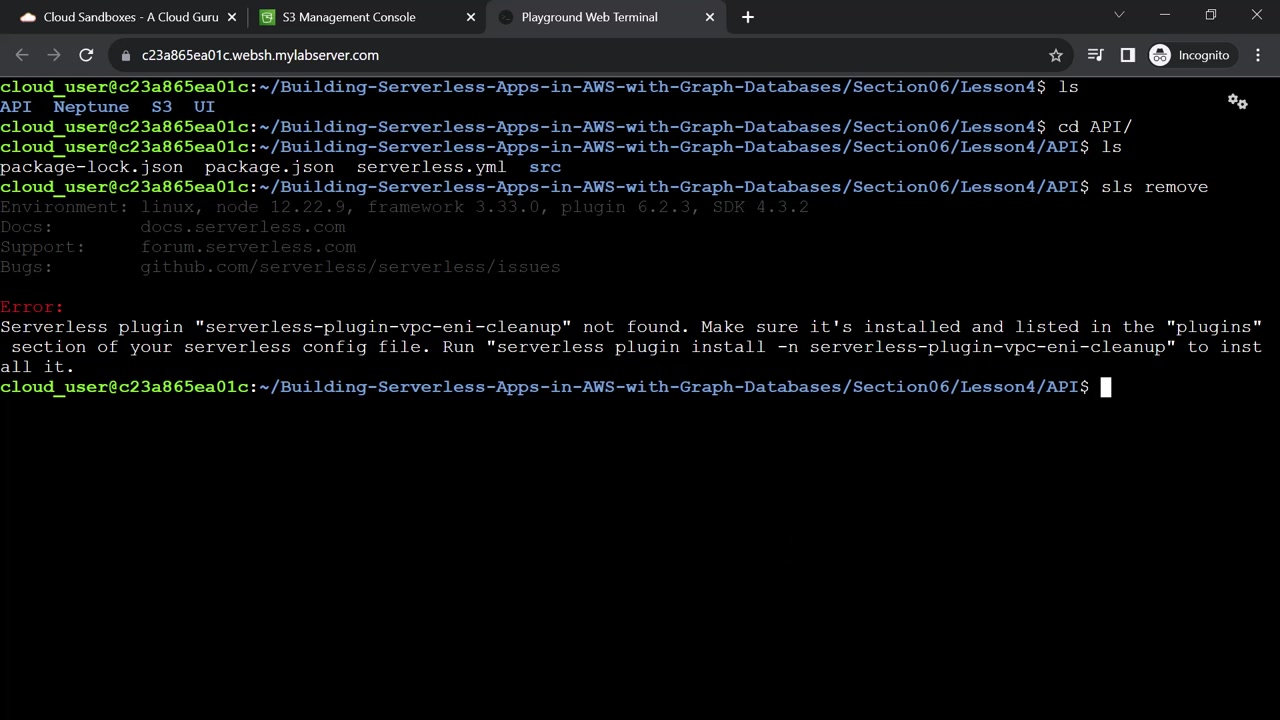 Cloud Sandboxes - A Cloud Guru
S3 Management Console
Playground Web Terminal
c23a865ea01c.websh.mylabserver.com
Incognito
cloud_user@c23a865ea01c:~/Building-Serverless-Apps-in-AWS-with-Graph-Databases/Section06/Lesson4$ ls
API  Neptune  S3  UI
cloud_user@c23a865ea01c:~/Building-Serverless-Apps-in-AWS-with-Graph-Databases/Section06/Lesson4$ cd API/
cloud_user@c23a865ea01c:~/Building-Serverless-Apps-in-AWS-with-Graph-Databases/Section06/Lesson4/API$ ls
package-lock.json  package.json  serverless.yml  src
cloud_user@c23a865ea01c:~/Building-Serverless-Apps-in-AWS-with-Graph-Databases/Section06/Lesson4/API$ sls remove
Environment: linux, node 12.22.9, framework 3.33.0, plugin 6.2.3, SDK 4.3.2
Docs:        docs.serverless.com
Support:     forum.serverless.com
Bugs:        github.com/serverless/serverless/issues
Error:
Serverless plugin "serverless-plugin-vpc-eni-cleanup" not found. Make sure it's installed and listed in the "plugins"
section of your serverless config file. Run "serverless plugin install -n serverless-plugin-vpc-eni-cleanup" to inst
all it.
cloud_user@c23a865ea01c:~/Building-Serverless-Apps-in-AWS-with-Graph-Databases/Section06/Lesson4/API$